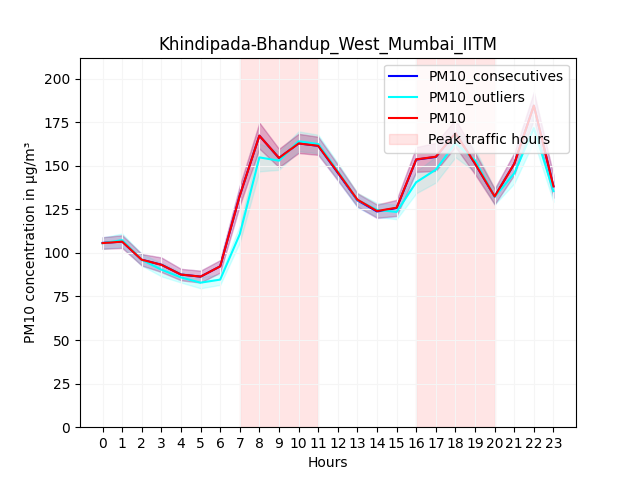 Khindipada-Bhandup_West_Mumbai_IITM
PM10_consecutives
PM10_outliers
PM10
Peak traffic hours
PM10 concentration in µg/m³
200
175
150
125
100
75
50
25
0
0 1 2 3 4 5 6 7 8 9 10 11 12 13 14 15 16 17 18 19 20 21 22 23
Hours